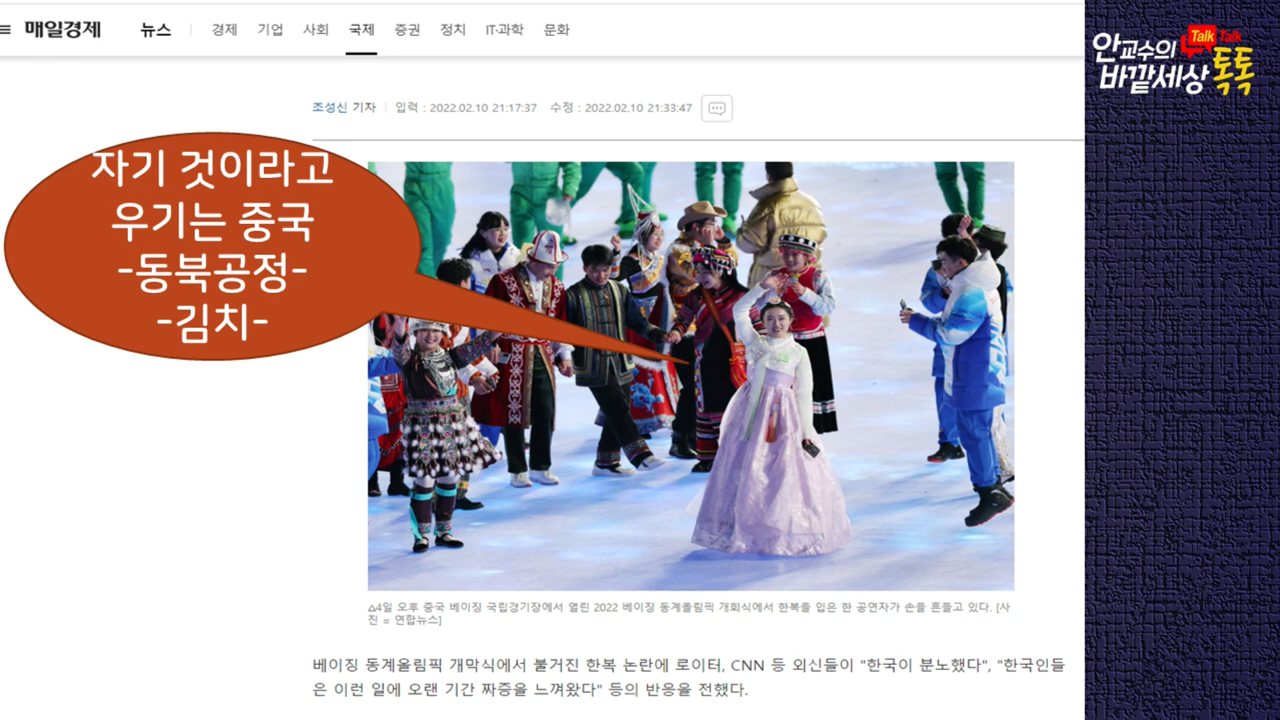 매일경제 뉴스 경제 기업 사회 국제 증권 정치 IT·과학 문화
안교수의 Talk Talk
바깥세상 톡톡
조성신 기자 입력 : 2022.02.10 21:17:37 수정 : 2022.02.10 21:33:47
자기 것이라고
우기는 중국
-동북공정-
-김치-
△4일 오후 중국 베이징 국립경기장에서 열린 2022 베이징 동계올림픽 개회식에서 한복을 입은 한 공연자가 손을 흔들고 있다. [사
진 = 연합뉴스]
베이징 동계올림픽 개막식에서 불거진 한복 논란에 로이터, CNN 등 외신들이 "한국이 분노했다", "한국인들
은 이런 일에 오랜 기간 짜증을 느껴왔다" 등의 반응을 전했다.